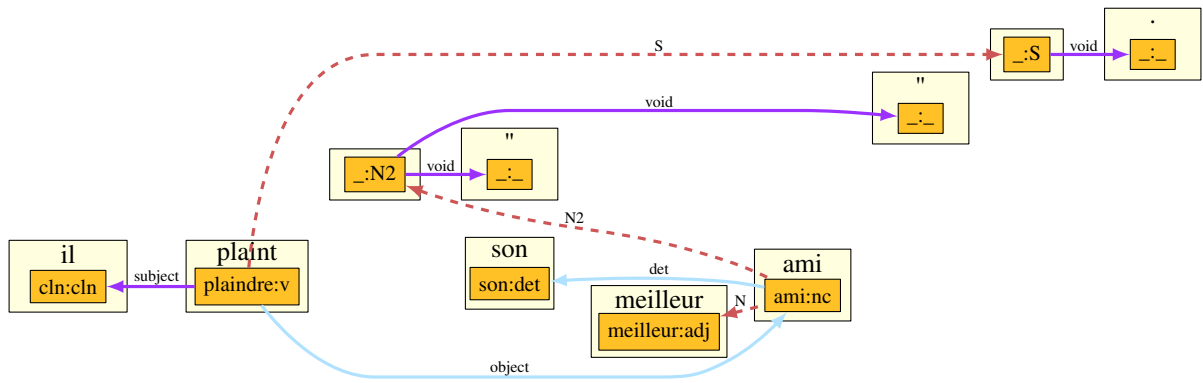 .
S
_:S
void
_:_
"
void
_:_
"
_:N2
void
_:_
N2
il
plaint
son
ami
cln:cln
subject
plaindre:v
son:det
det
ami:nc
meilleur
N
meilleur:adj
object